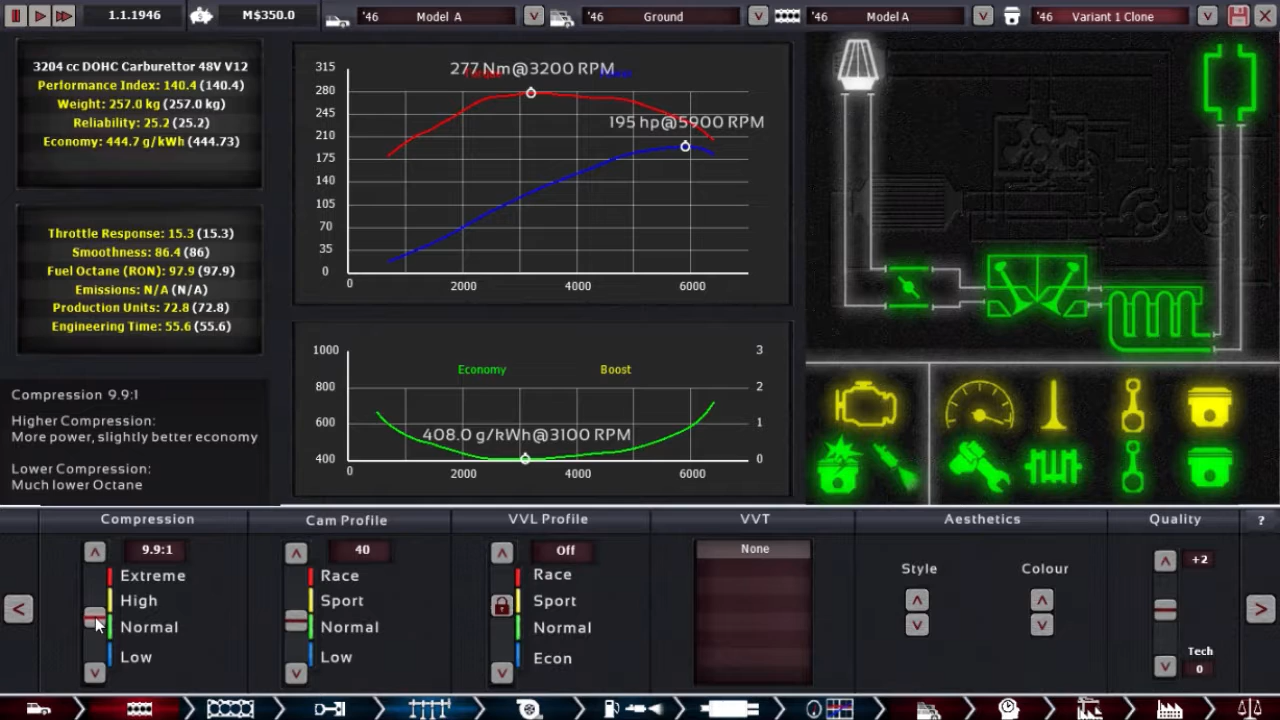 1.1.1946
M$350.0
'46 Model A
'46 Ground
'46 Model A
'46 Variant 1 Clone
3204 cc DOHC Carburettor 48V V12
Performance Index: 140.4 (140.4)
Weight: 257.0 kg (257.0 kg)
Reliability: 25.2 (25.2)
Economy: 444.7 g/kWh (444.73)
Throttle Response: 15.3 (15.3)
Smoothness: 86.4 (86)
Fuel Octane (RON): 97.9 (97.9)
Emissions: N/A (N/A)
Production Units: 72.8 (72.8)
Engineering Time: 55.6 (55.6)
Compression 9.9:1
Higher Compression:
More power, slightly better economy
Lower Compression:
Much lower Octane
315
280
245
210
175
140
105
70
35
0
277 Nm@3200 RPM
195 hp@5900 RPM
0 2000 4000 6000
1000
800
600
400
Economy Boost
3
2
1
0
408.0 g/kWh@3100 RPM
0 2000 4000 6000
Compression
9.9:1
Extreme
High
Normal
Low
Cam Profile
40
Race
Sport
Normal
Low
VVL Profile
Off
Race
Sport
Normal
Econ
VVT
None
Aesthetics
Style Colour
Quality
+2
Tech
0
?